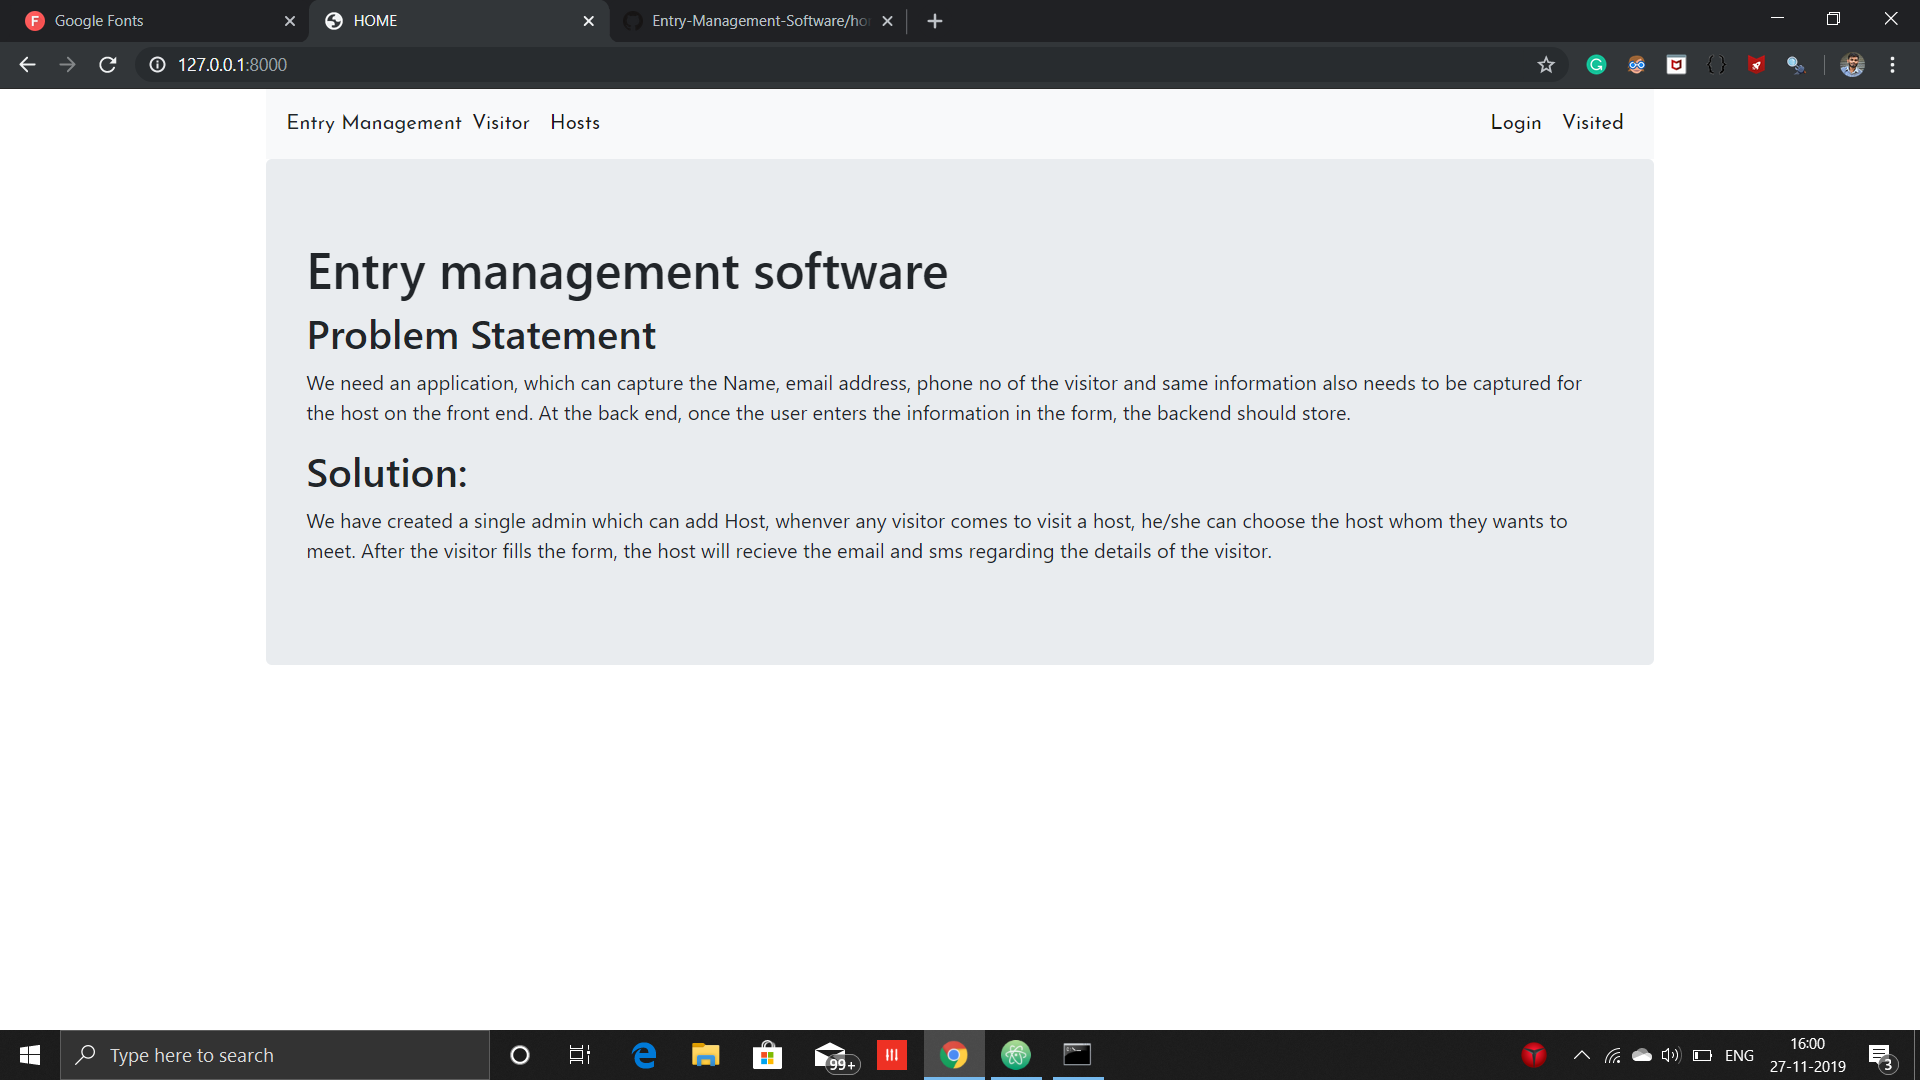 Google Fonts
HOME
Entry-Management-Software/ho
127.0.0.1:8000
Entry Management Visitor Hosts Login Visited
Entry management software
Problem Statement
We need an application, which can capture the Name, email address, phone no of the visitor and same information also needs to be captured for
the host on the front end. At the back end, once the user enters the information in the form, the backend should store.
Solution:
We have created a single admin which can add Host, whenver any visitor comes to visit a host, he/she can choose the host whom they wants to
meet. After the visitor fills the form, the host will recieve the email and sms regarding the details of the visitor.
Type here to search
99+
ENG
16:00
27-11-2019
3